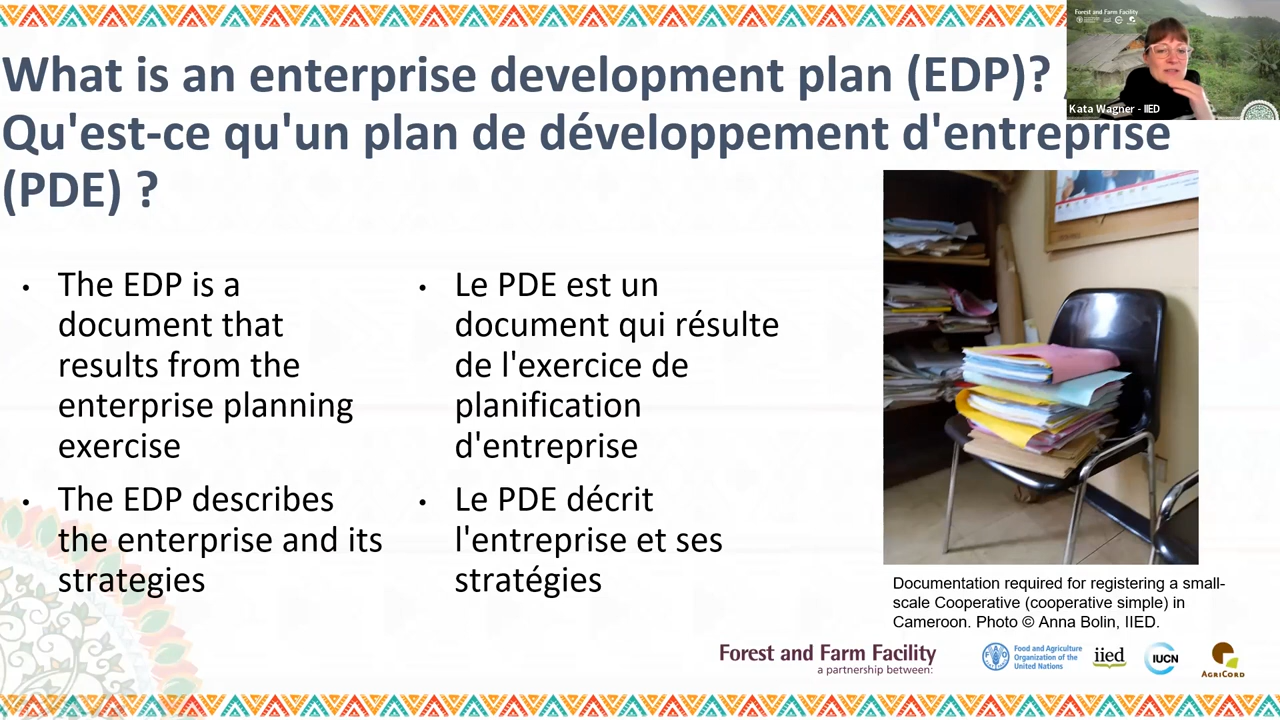 What is an enterprise development plan (EDP)?
Qu'est-ce qu'un plan de développement d'entreprise
(PDE) ?
Forest and Farm Facility
Kata Wagner - IIED
• The EDP is a
document that
results from the
enterprise planning
exercise
• The EDP describes
the enterprise and its
strategies
• Le PDE est un
document qui résulte
de l'exercice de
planification
d'entreprise
• Le PDE décrit
l'entreprise et ses
stratégies
Documentation required for registering a small-
scale Cooperative (cooperative simple) in
Cameroon. Photo © Anna Bolin, IIED.
Forest and Farm Facility
a partnership between:
Food and Agriculture
Organization of the
United Nations
iied
IUCN
AGRICORD